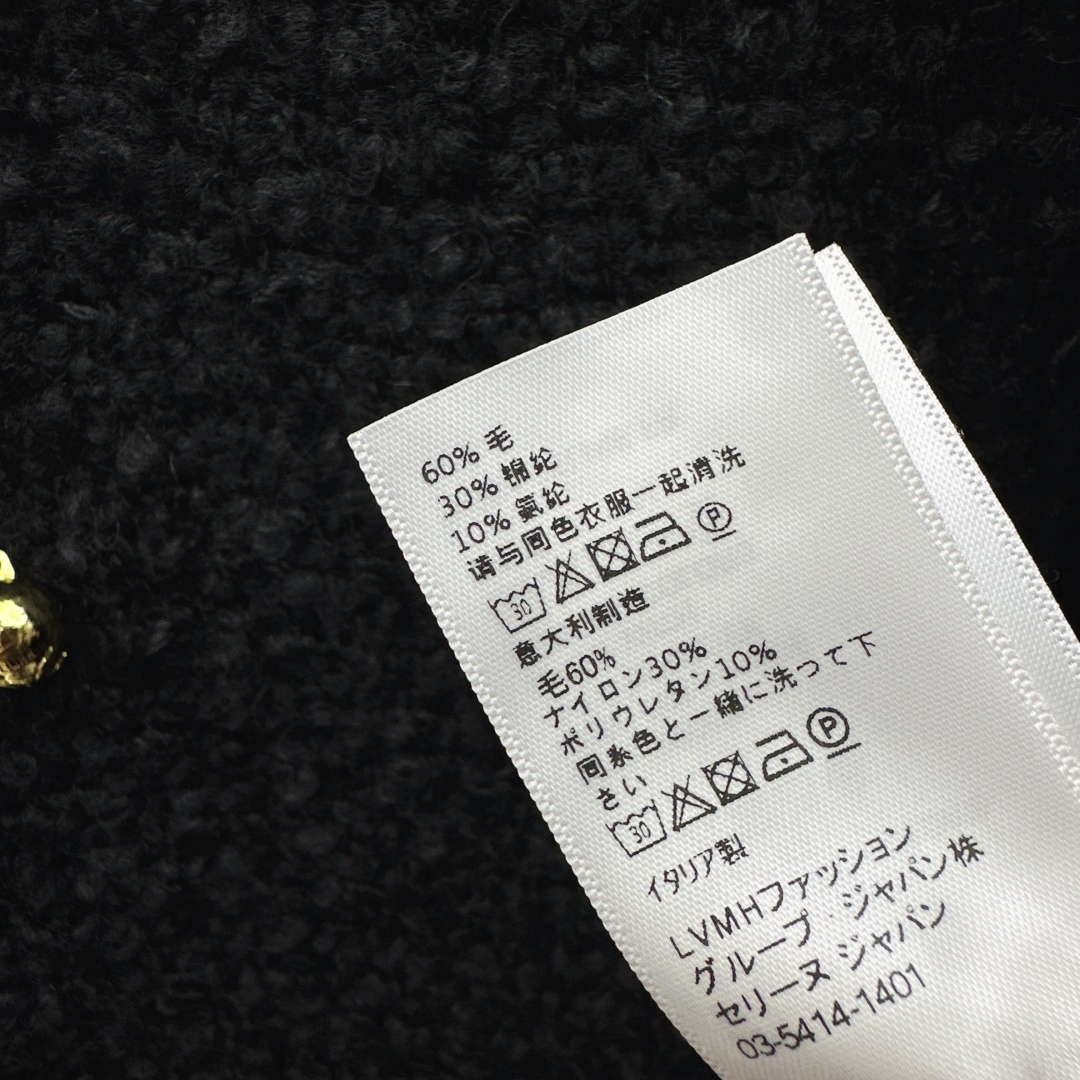 60% 毛
30% 锦纶
10% 氨纶
请与同色衣服一起清洗
30 P
意大利制造
毛60%
ナイロン30%
ポリウレタン10%
同系色と一緒に洗って下
さい
30 P
イタリア製
LVMHファッション
グループ・ジャパン株
セリーヌ ジャパン
03-5414-1401